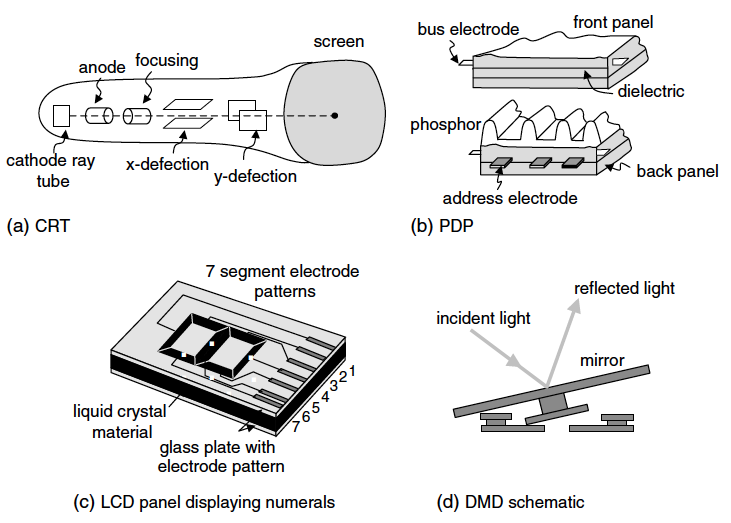 screen
focusing
anode
cathode ray
tube
x-defection
y-defection
(a) CRT
bus electrode
front panel
dielectric
phosphor
back panel
address electrode
(b) PDP
7 segment electrode
patterns
1
2
3
4
5
6
7
liquid crystal
material
glass plate with
electrode pattern
(c) LCD panel displaying numerals
reflected light
incident light
mirror
(d) DMD schematic